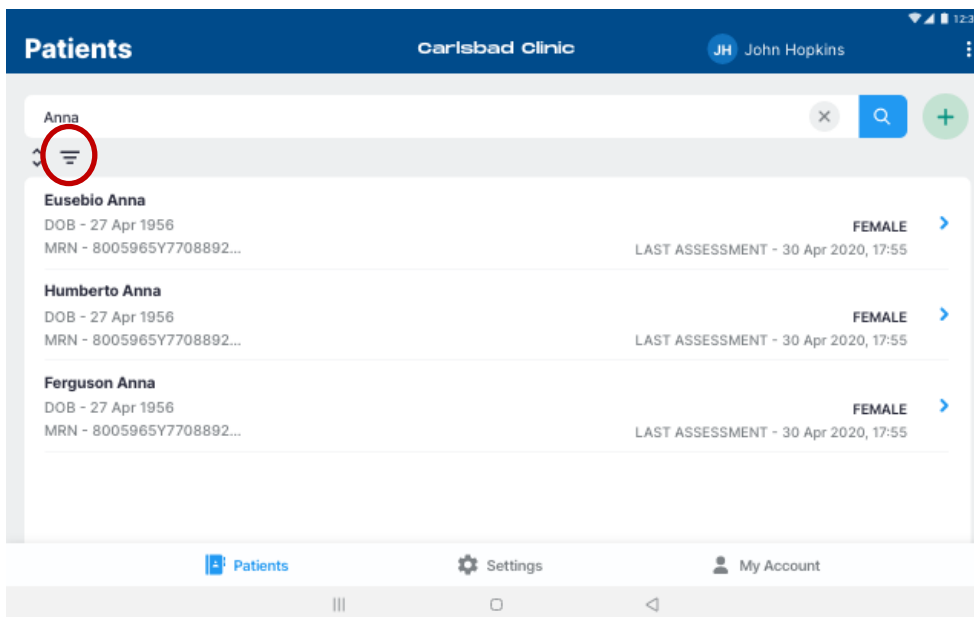 12:3
Patients
Carlsbad Clinic
JH John Hopkins
Anna
Eusebio Anna
DOB - 27 Apr 1956
FEMALE
MRN - 8005965Y7708892...
LAST ASSESSMENT - 30 Apr 2020, 17:55
Humberto Anna
DOB - 27 Apr 1956
FEMALE
MRN - 8005965Y7708892...
LAST ASSESSMENT - 30 Apr 2020, 17:55
Ferguson Anna
DOB - 27 Apr 1956
FEMALE
MRN - 8005965Y7708892...
LAST ASSESSMENT - 30 Apr 2020, 17:55
Patients
Settings
My Account